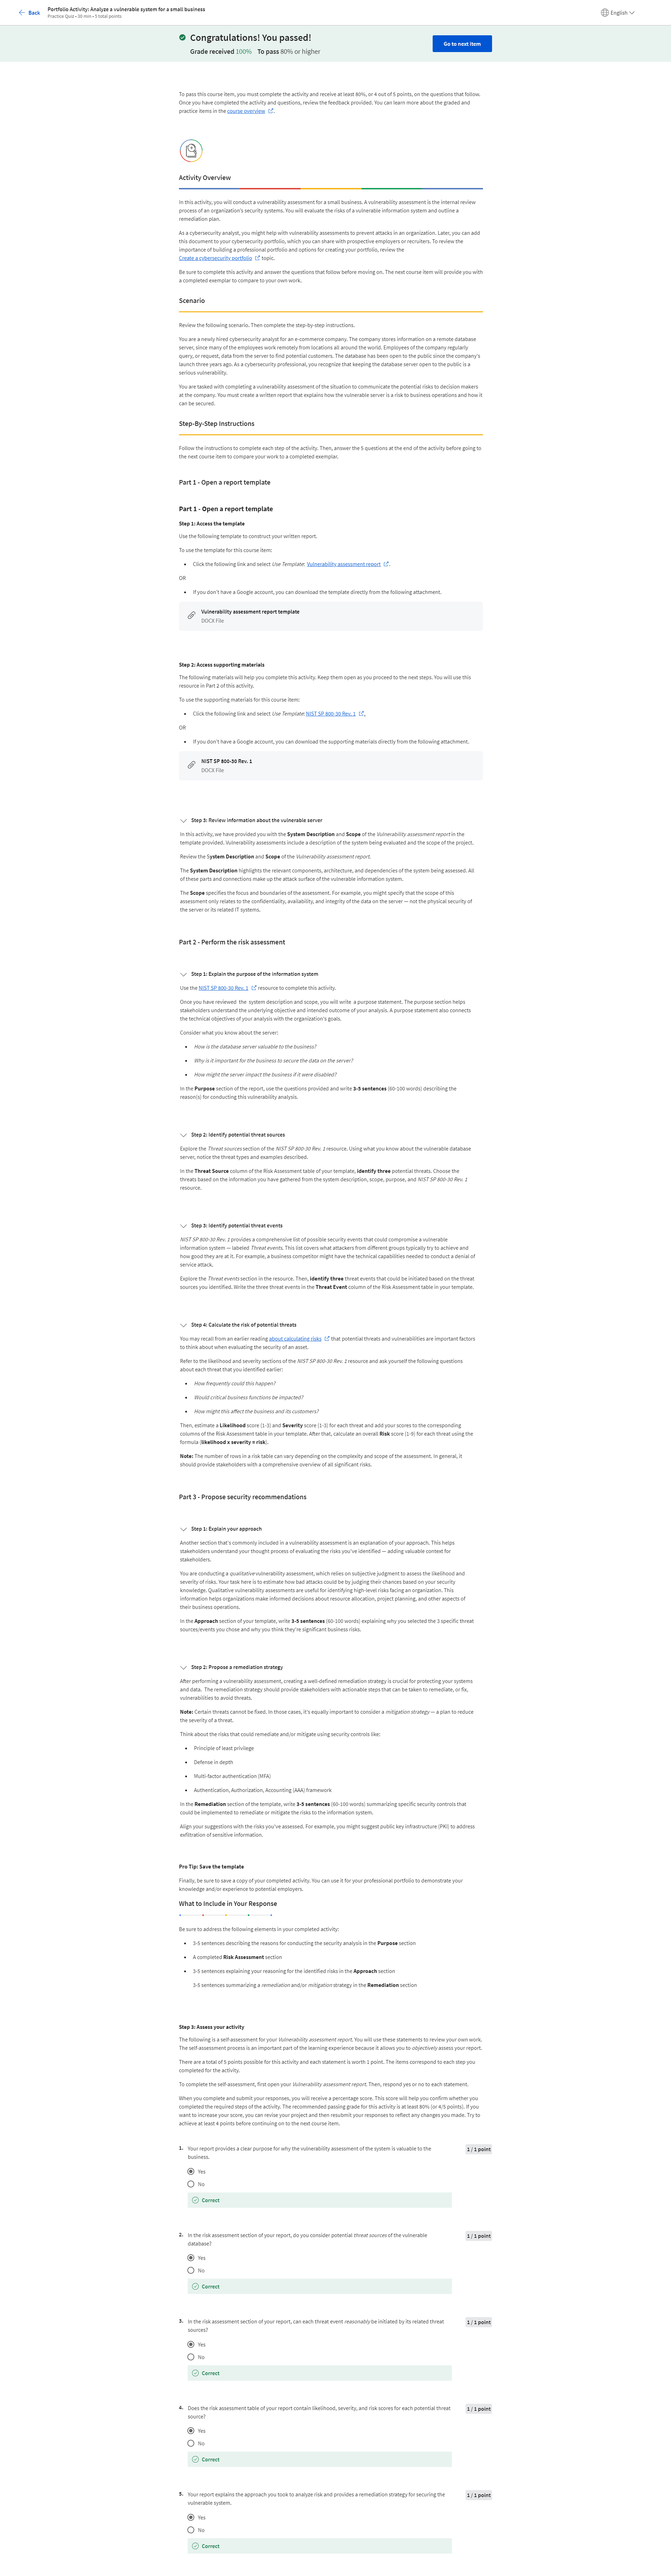 Back
Portfolio Activity: Analyze a vulnerable system for a small business
Practice Quiz • 30 min • 5 total points
English
Congratulations! You passed!
Grade received 100% To pass 80% or higher
Go to next item
To pass this course item, you must complete the activity and receive at least 80%, or 4 out of 5 points, on the questions that follow.
Once you have completed the activity and questions, review the feedback provided. You can learn more about the graded and
practice items in the course overview.
Activity Overview
In this activity, you will conduct a vulnerability assessment for a small business. A vulnerability assessment is the internal review
process of an organization's security systems. You will evaluate the risks of a vulnerable information system and outline a
remediation plan.
As a cybersecurity analyst, you might help with vulnerability assessments to prevent attacks in an organization. Later, you can add
this document to your cybersecurity portfolio, which you can share with prospective employers or recruiters. To review the
importance of building a professional portfolio and options for creating your portfolio, review the
Create a cybersecurity portfolio topic.
Be sure to complete this activity and answer the questions that follow before moving on. The next course item will provide you with
a completed exemplar to compare to your own work.
Scenario
Review the following scenario. Then complete the step-by-step instructions.
You are a newly hired cybersecurity analyst for an e-commerce company. The company stores information on a remote database
server, since many of the employees work remotely from locations all around the world. Employees of the company regularly
query, or request, data from the server to find potential customers. The database has been open to the public since the company's
launch three years ago. As a cybersecurity professional, you recognize that keeping the database server open to the public is a
serious vulnerability.
You are tasked with completing a vulnerability assessment of the situation to communicate the potential risks to decision makers
at the company. You must create a written report that explains how the vulnerable server is a risk to business operations and how it
can be secured.
Step-By-Step Instructions
Follow the instructions to complete each step of the activity. Then, answer the 5 questions at the end of the activity before going to
the next course item to compare your work to a completed exemplar.
Part 1 - Open a report template
Part 1 - Open a report template
Step 1: Access the template
Use the following template to construct your written report.
To use the template for this course item:
• Click the following link and select Use Template: Vulnerability assessment report.
OR
• If you don't have a Google account, you can download the template directly from the following attachment.
Vulnerability assessment report template
DOCX File
Step 2: Access supporting materials
The following materials will help you complete this activity. Keep them open as you proceed to the next steps. You will use this
resource in Part 2 of this activity.
To use the supporting materials for this course item:
• Click the following link and select Use Template: NIST SP 800-30 Rev. 1.
OR
• If you don't have a Google account, you can download the supporting materials directly from the following attachment.
NIST SP 800-30 Rev. 1
DOCX File
Step 3: Review information about the vulnerable server
In this activity, we have provided you with the System Description and Scope of the Vulnerability assessment report in the
template provided. Vulnerability assessments include a description of the system being evaluated and the scope of the project.
Review the System Description and Scope of the Vulnerability assessment report.
The System Description highlights the relevant components, architecture, and dependencies of the system being assessed. All
of these parts and connections make up the attack surface of the vulnerable information system.
The Scope specifies the focus and boundaries of the assessment. For example, you might specify that the scope of this
assessment only relates to the confidentiality, availability, and integrity of the data on the server — not the physical security of
the server or its related IT systems.
Part 2 - Perform the risk assessment
Step 1: Explain the purpose of the information system
Use the NIST SP 800-30 Rev. 1 resource to complete this activity.
Once you have reviewed the system description and scope, you will write a purpose statement. The purpose section helps
stakeholders understand the underlying objective and intended outcome of your analysis. A purpose statement also connects
the technical objectives of your analysis with the organization's goals.
Consider what you know about the server:
• How is the database server valuable to the business?
• Why is it important for the business to secure the data on the server?
• How might the server impact the business if it were disabled?
In the Purpose section of the report, use the questions provided and write 3-5 sentences (60-100 words) describing the
reason(s) for conducting this vulnerability analysis.
Step 2: Identify potential threat sources
Explore the Threat sources section of the NIST SP 800-30 Rev. 1 resource. Using what you know about the vulnerable database
server, notice the threat types and examples described.
In the Threat Source column of the Risk Assessment table of your template, identify three potential threats. Choose the
threats based on the information you have gathered from the system description, scope, purpose, and NIST SP 800-30 Rev. 1
resource.
Step 3: Identify potential threat events
NIST SP 800-30 Rev. 1 provides a comprehensive list of possible security events that could compromise a vulnerable
information system — labeled Threat events. This list covers what attackers from different groups typically try to achieve and
how good they are at it. For example, a business competitor might have the technical capabilities needed to conduct a denial of
service attack.
Explore the Threat events section in the resource. Then, identify three threat events that could be initiated based on the threat
sources you identified. Write the three threat events in the Threat Event column of the Risk Assessment table in your template.
Step 4: Calculate the risk of potential threats
You may recall from an earlier reading about calculating risks that potential threats and vulnerabilities are important factors
to think about when evaluating the security of an asset.
Refer to the likelihood and severity sections of the NIST SP 800-30 Rev. 1 resource and ask yourself the following questions
about each threat that you identified earlier:
• How frequently could this happen?
• Would critical business functions be impacted?
• How might this affect the business and its customers?
Then, estimate a Likelihood score (1-3) and Severity score (1-3) for each threat and add your scores to the corresponding
columns of the Risk Assessment table in your template. After that, calculate an overall Risk score (1-9) for each threat using the
formula (likelihood x severity = risk).
Note: The number of rows in a risk table can vary depending on the complexity and scope of the assessment. In general, it
should provide stakeholders with a comprehensive overview of all significant risks.
Part 3 - Propose security recommendations
Step 1: Explain your approach
Another section that's commonly included in a vulnerability assessment is an explanation of your approach. This helps
stakeholders understand your thought process of evaluating the risks you've identified — adding valuable context for
stakeholders.
You are conducting a qualitative vulnerability assessment, which relies on subjective judgment to assess the likelihood and
severity of risks. Your task here is to estimate how bad attacks could be by judging their chances based on your security
knowledge. Qualitative vulnerability assessments are useful for identifying high-level risks facing an organization. This
information helps organizations make informed decisions about resource allocation, project planning, and other aspects of
their business operations.
In the Approach section of your template, write 3-5 sentences (60-100 words) explaining why you selected the 3 specific threat
sources/events you chose and why you think they're significant business risks.
Step 2: Propose a remediation strategy
After performing a vulnerability assessment, creating a well-defined remediation strategy is crucial for protecting your systems
and data. The remediation strategy should provide stakeholders with actionable steps that can be taken to remediate, or fix,
vulnerabilities to avoid threats.
Note: Certain threats cannot be fixed. In those cases, it's equally important to consider a mitigation strategy — a plan to reduce
the severity of a threat.
Think about the risks that could remediate and/or mitigate using security controls like:
• Principle of least privilege
• Defense in depth
• Multi-factor authentication (MFA)
• Authentication, Authorization, Accounting (AAA) framework
In the Remediation section of the template, write 3-5 sentences (60-100 words) summarizing specific security controls that
could be implemented to remediate or mitigate the risks to the information system.
Align your suggestions with the risks you've assessed. For example, you might suggest public key infrastructure (PKI) to address
exfiltration of sensitive information.
Pro Tip: Save the template
Finally, be sure to save a copy of your completed activity. You can use it for your professional portfolio to demonstrate your
knowledge and/or experience to potential employers.
What to Include in Your Response
Be sure to address the following elements in your completed activity:
• 3-5 sentences describing the reasons for conducting the security analysis in the Purpose section
• A completed Risk Assessment section
• 3-5 sentences explaining your reasoning for the identified risks in the Approach section
3-5 sentences summarizing a remediation and/or mitigation strategy in the Remediation section
Step 3: Assess your activity
The following is a self-assessment for your Vulnerability assessment report. You will use these statements to review your own work.
The self-assessment process is an important part of the learning experience because it allows you to objectively assess your report.
There are a total of 5 points possible for this activity and each statement is worth 1 point. The items correspond to each step you
completed for the activity.
To complete the self-assessment, first open your Vulnerability assessment report. Then, respond yes or no to each statement.
When you complete and submit your responses, you will receive a percentage score. This score will help you confirm whether you
completed the required steps of the activity. The recommended passing grade for this activity is at least 80% (or 4/5 points). If you
want to increase your score, you can revise your project and then resubmit your responses to reflect any changes you made. Try to
achieve at least 4 points before continuing on to the next course item.
1. Your report provides a clear purpose for why the vulnerability assessment of the system is valuable to the
business.
1 / 1 point
Yes
No
Correct
2. In the risk assessment section of your report, do you consider potential threat sources of the vulnerable
database?
1 / 1 point
Yes
No
Correct
3. In the risk assessment section of your report, can each threat event reasonably be initiated by its related threat
sources?
1 / 1 point
Yes
No
Correct
4. Does the risk assessment table of your report contain likelihood, severity, and risk scores for each potential threat
source?
1 / 1 point
Yes
No
Correct
5. Your report explains the approach you took to analyze risk and provides a remediation strategy for securing the
vulnerable system.
1 / 1 point
Yes
No
Correct